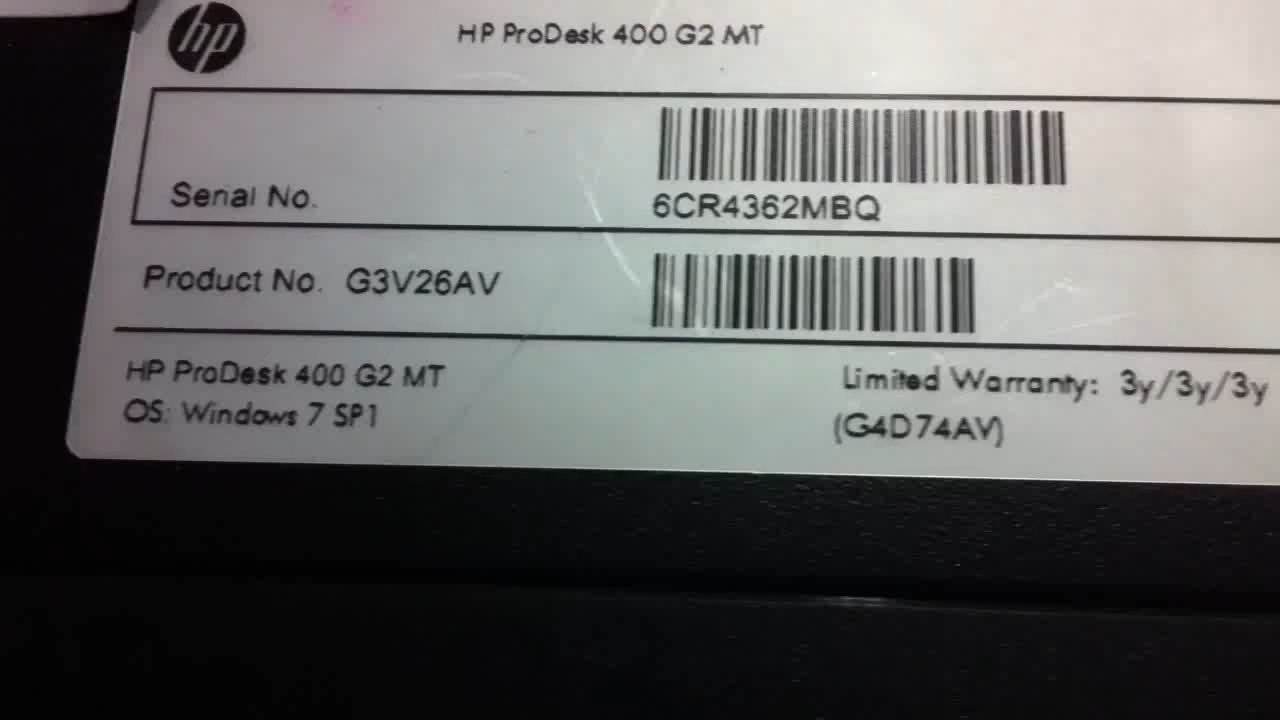 hp
HP ProDesk 400 G2 MT
Serial No.
6CR4362MBQ
Product No. G3V26AV
HP ProDesk 400 G2 MT
OS: Windows 7 SP1
Limited Warranty: 3y/3y/3y
(G4D74AV)